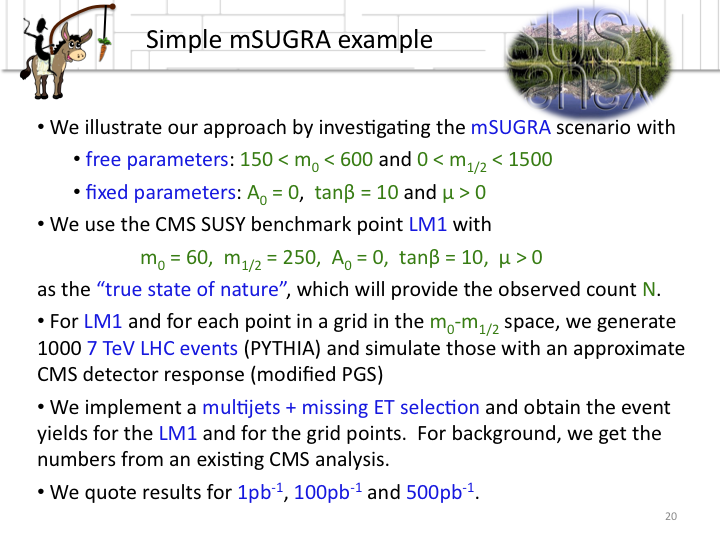 Simple mSUGRA example
SUSY
• We illustrate our approach by investigating the mSUGRA scenario with
• free parameters: 150 < m₀ < 600 and 0 < m₁/₂ < 1500
• fixed parameters: A₀ = 0, tanβ = 10 and μ > 0
• We use the CMS SUSY benchmark point LM1 with
m₀ = 60, m₁/₂ = 250, A₀ = 0, tanβ = 10, μ > 0
as the “true state of nature”, which will provide the observed count N.
• For LM1 and for each point in a grid in the m₀-m₁/₂ space, we generate
1000 7 TeV LHC events (PYTHIA) and simulate those with an approximate
CMS detector response (modified PGS)
• We implement a multijets + missing ET selection and obtain the event
yields for the LM1 and for the grid points. For background, we get the
numbers from an existing CMS analysis.
• We quote results for 1pb⁻¹, 100pb⁻¹ and 500pb⁻¹.
20